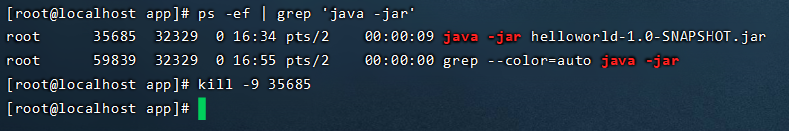 [root@localhost app]# ps -ef | grep 'java -jar'
root       35685  32329  0 16:34 pts/2    00:00:09 java -jar helloworld-1.0-SNAPSHOT.jar
root       59839  32329  0 16:55 pts/2    00:00:00 grep --color=auto java -jar
[root@localhost app]# kill -9 35685
[root@localhost app]#